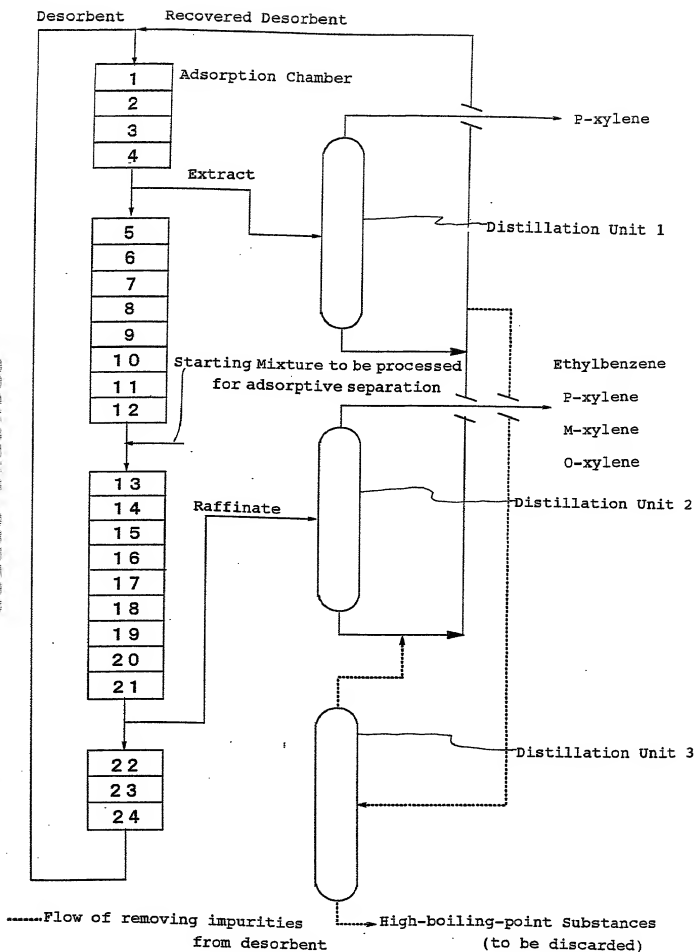 Desorbent
Recovered Desorbent
1
Adsorption Chamber
2
3
4
P-xylene
Extract
5
6
7
8
9
10
11
12
Distillation Unit 1
Starting Mixture to be processed
for adsorptive separation
Ethylbenzene
P-xylene
M-xylene
O-xylene
13
14
15
16
17
18
19
20
21
Raffinate
Distillation Unit 2
22
23
24
Distillation Unit 3
Flow of removing impurities
from desorbent
High-boiling-point Substances
(to be discarded)